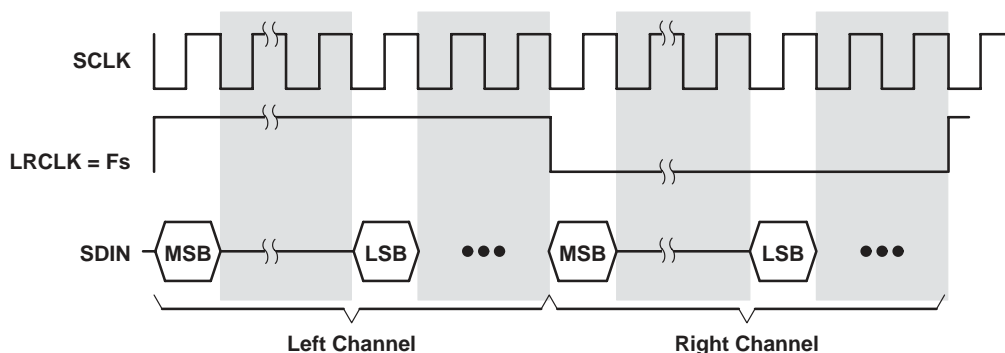 SCLK
LRCLK = Fs
SDIN
MSB
LSB
•••
MSB
LSB
•••
Left Channel
Right Channel